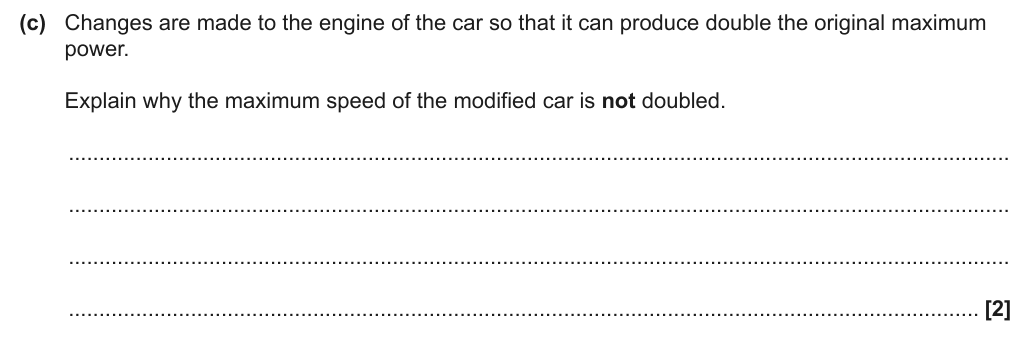 (c) Changes are made to the engine of the car so that it can produce double the original maximum
power.
Explain why the maximum speed of the modified car is not doubled.
[2]